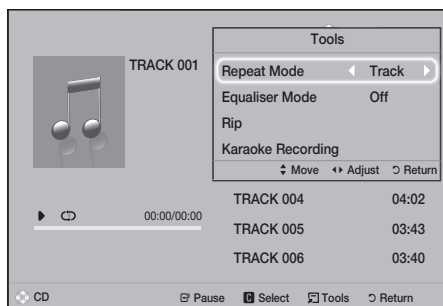 Tools
TRACK 001
Repeat Mode Track
Equaliser Mode Off
Rip
Karaoke Recording
Move Adjust Return
TRACK 004 04:02
00:00/00:00
TRACK 005 03:43
TRACK 006 03:40
CD Pause C Select Tools Return